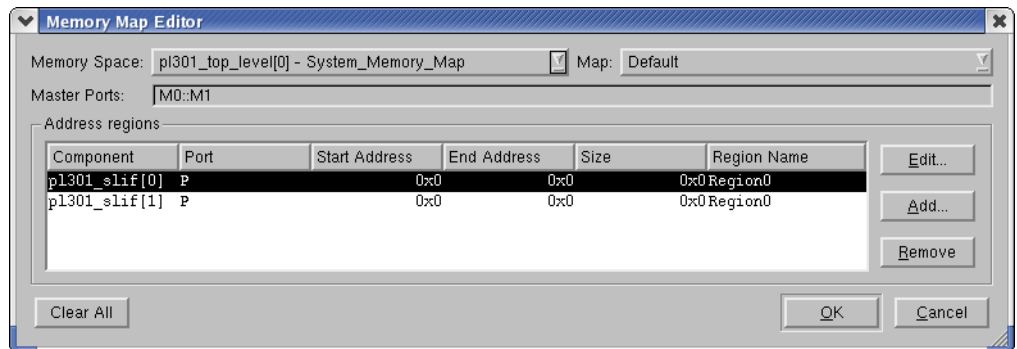 Memory Map Editor
Memory Space: pl301_top_level[0] - System_Memory_Map Map: Default
Master Ports: M0::M1
Address regions
Component Port Start Address End Address Size Region Name
pl301_slif[0] P 0x0 0x0 0x0 Region0
pl301_slif[1] P 0x0 0x0 0x0 Region0
Edit...
Add...
Remove
Clear All OK Cancel